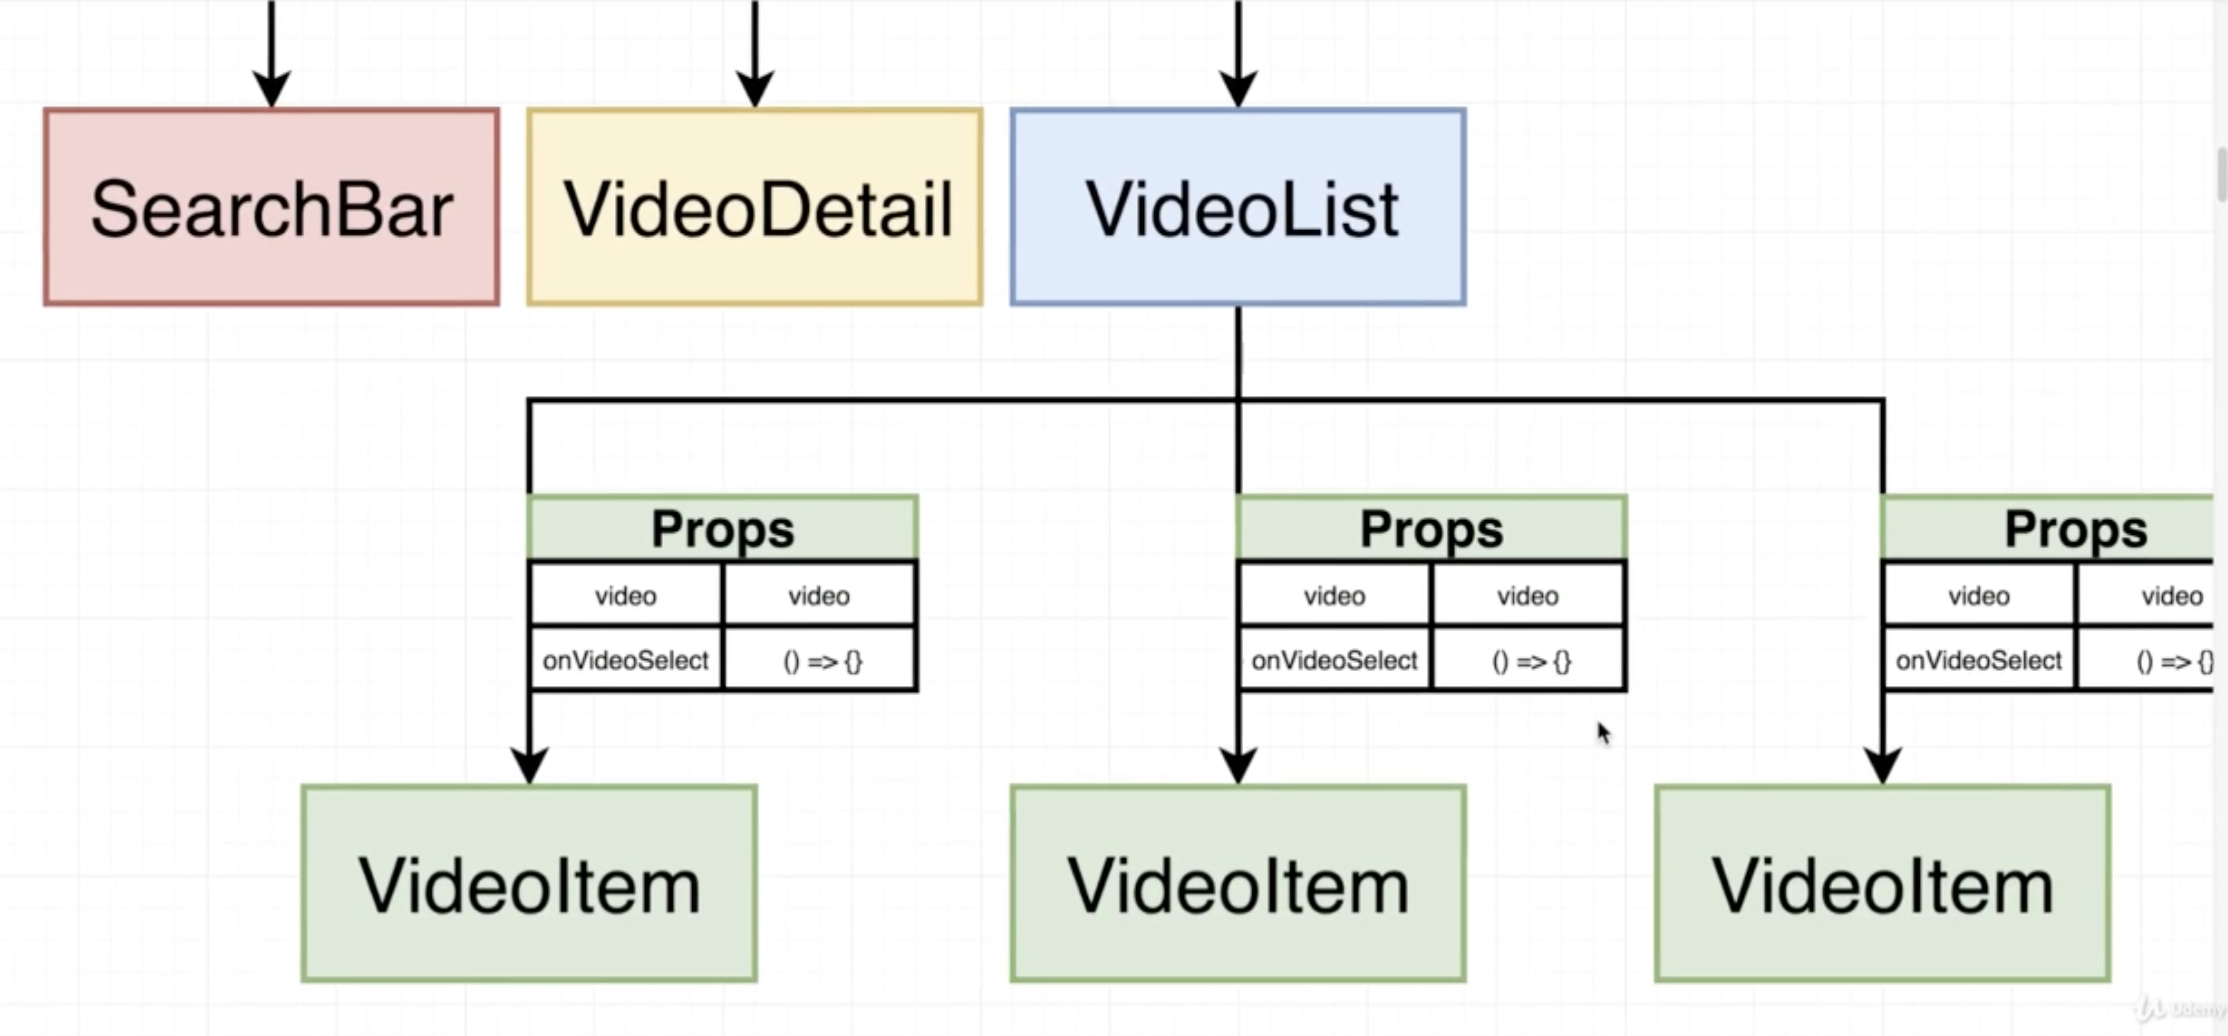 SearchBar
VideoDetail
VideoList
Props
video video
onVideoSelect () => {}
Props
video video
onVideoSelect () => {}
Props
video video
onVideoSelect () => {}
VideoItem
VideoItem
VideoItem
Udemy